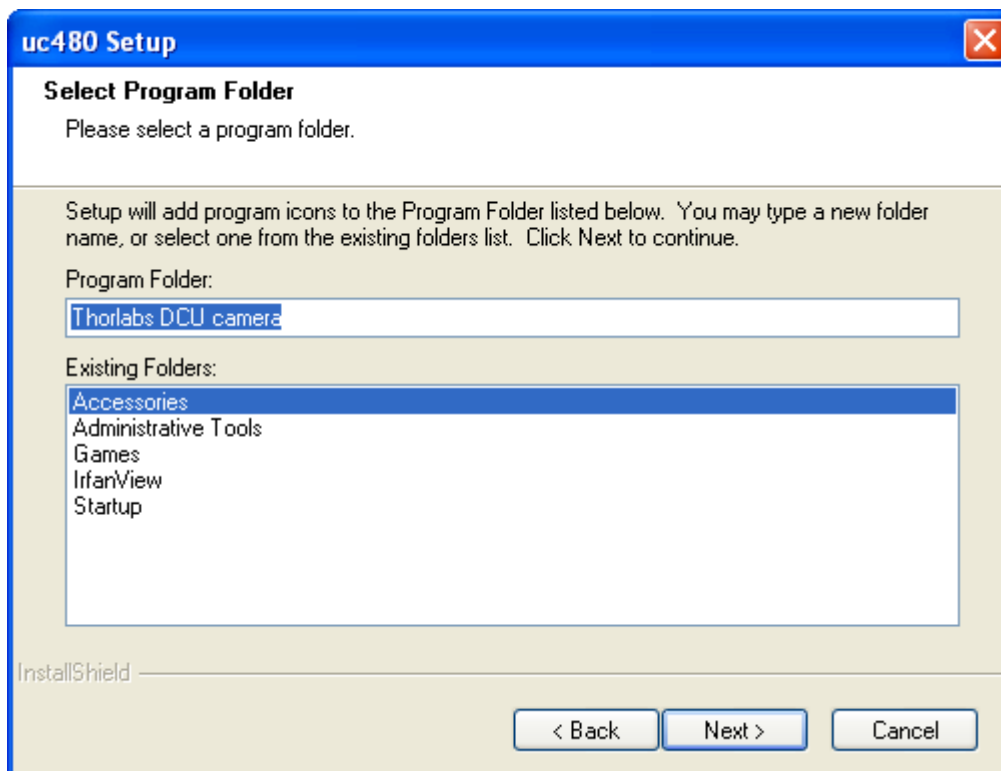 uc480 Setup
Select Program Folder
Please select a program folder.
Setup will add program icons to the Program Folder listed below.  You may type a new folder
name, or select one from the existing folders list.  Click Next to continue.
Program Folder:
Thorlabs DCU camera
Existing Folders:
Accessories
Administrative Tools
Games
IrfanView
Startup
InstallShield
< Back
Next >
Cancel